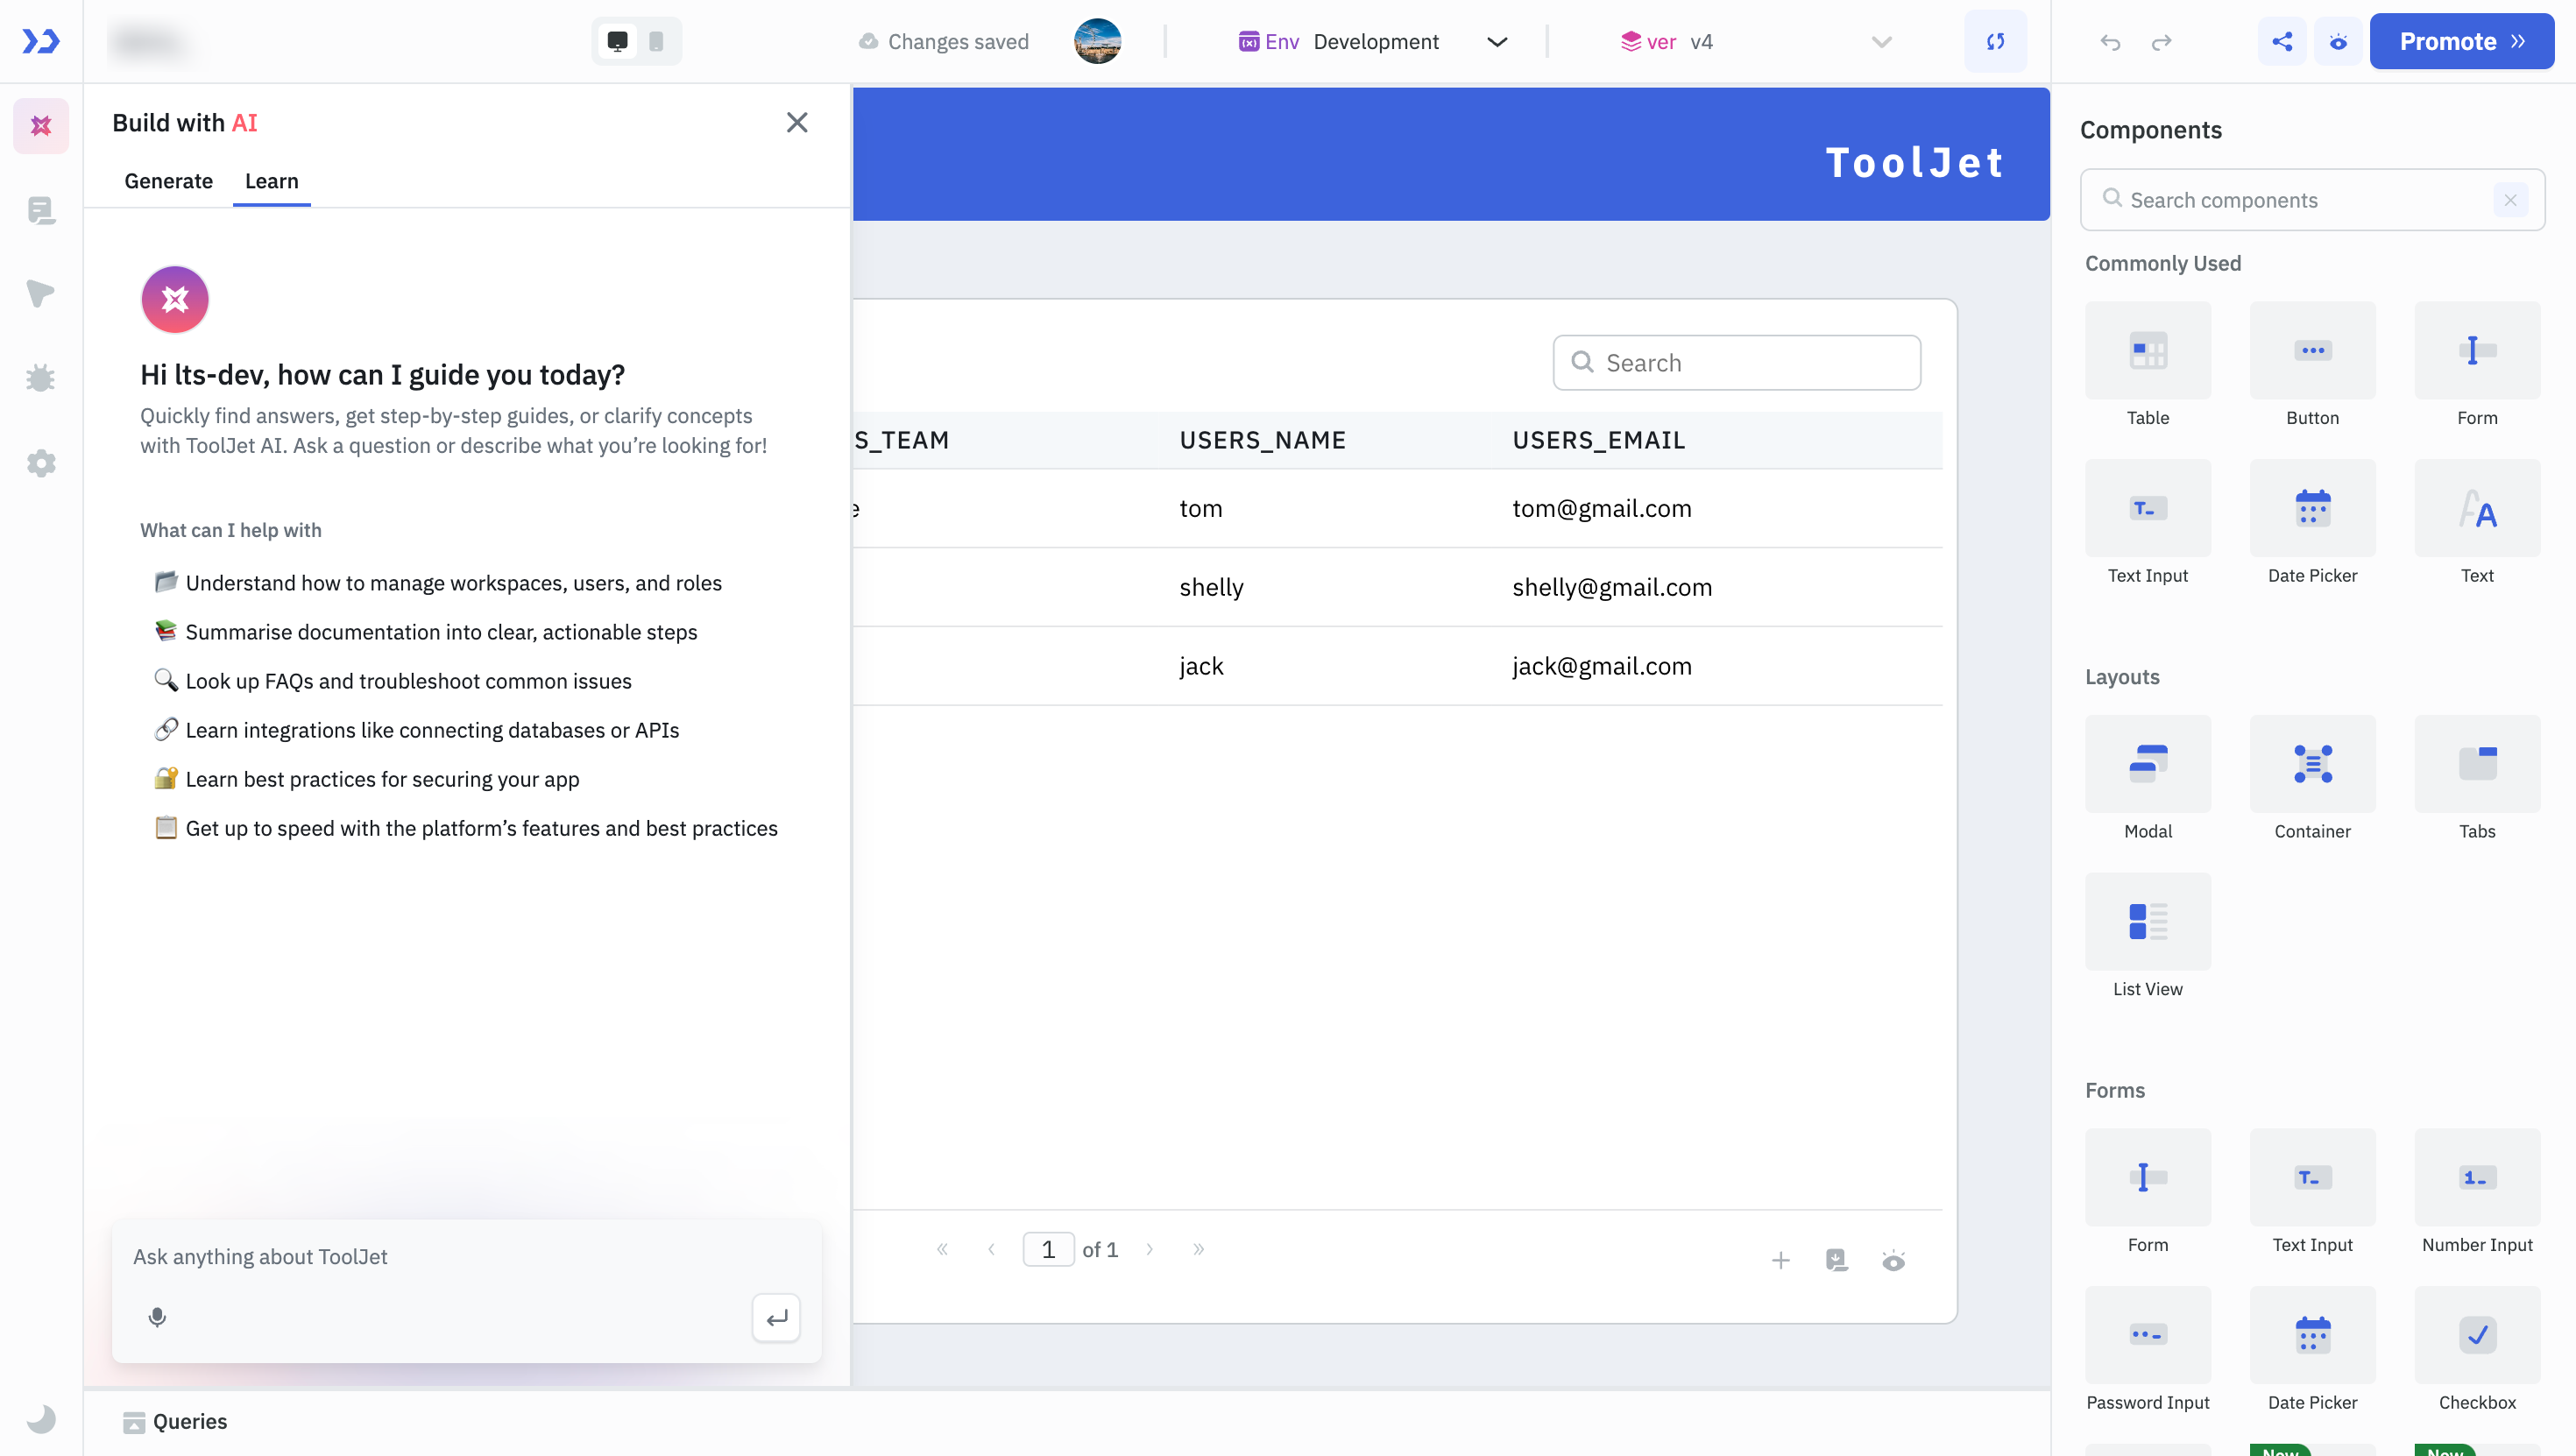 Changes saved
Env Development
ver v4
Promote
Build with AI
Generate Learn
Hi lts-dev, how can I guide you today?
Quickly find answers, get step-by-step guides, or clarify concepts
with ToolJet AI. Ask a question or describe what you’re looking for!
What can I help with
Understand how to manage workspaces, users, and roles
Summarise documentation into clear, actionable steps
Look up FAQs and troubleshoot common issues
Learn integrations like connecting databases or APIs
Learn best practices for securing your app
Get up to speed with the platform’s features and best practices
Ask anything about ToolJet
Queries
ToolJet
Search
S_TEAM USERS_NAME USERS_EMAIL
e tom tom@gmail.com
shelly shelly@gmail.com
jack jack@gmail.com
1 of 1
Components
Search components
Commonly Used
Table Button Form
Text Input Date Picker Text
Layouts
Modal Container Tabs
List View
Forms
Form Text Input Number Input
Password Input Date Picker Checkbox
New New